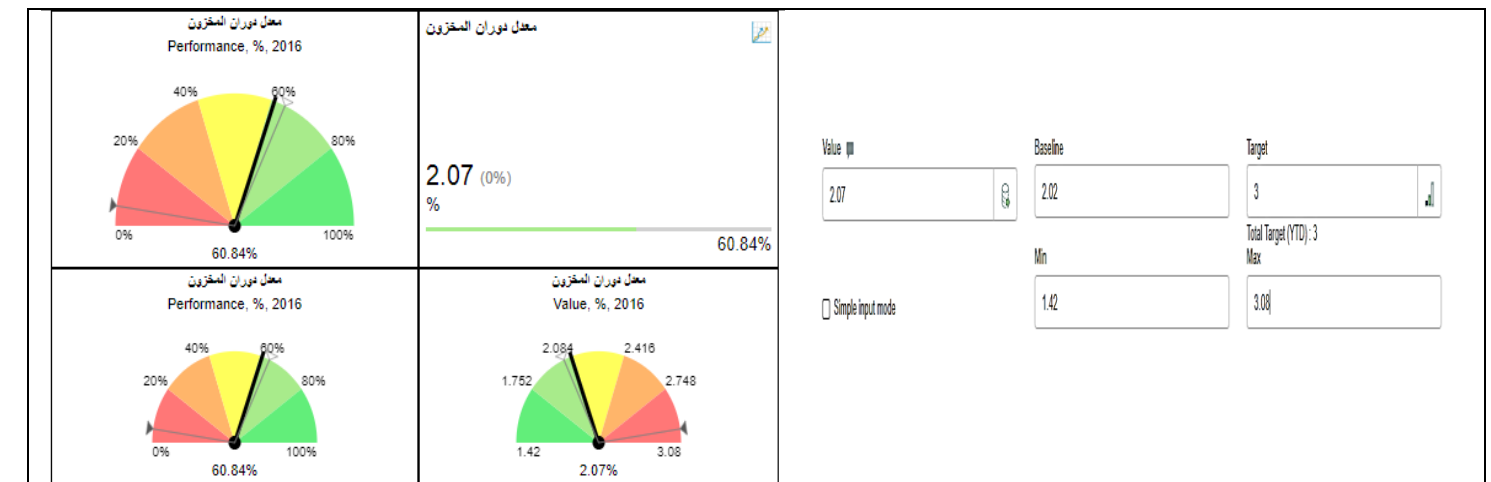 معدل دوران المخزون
Performance, %, 2016
0%
20%
40%
60%
80%
100%
60.84%
معدل دوران المخزون
2.07 (0%)
%
60.84%
معدل دوران المخزون
Performance, %, 2016
0%
20%
40%
60%
80%
100%
60.84%
معدل دوران المخزون
Value, %, 2016
1.42
1.752
2.084
2.416
2.748
3.08
2.07%
Value
2.07
Baseline
2.02
Target
3
Total Target (YTD) : 3
Simple input mode
Min
1.42
Max
3.08